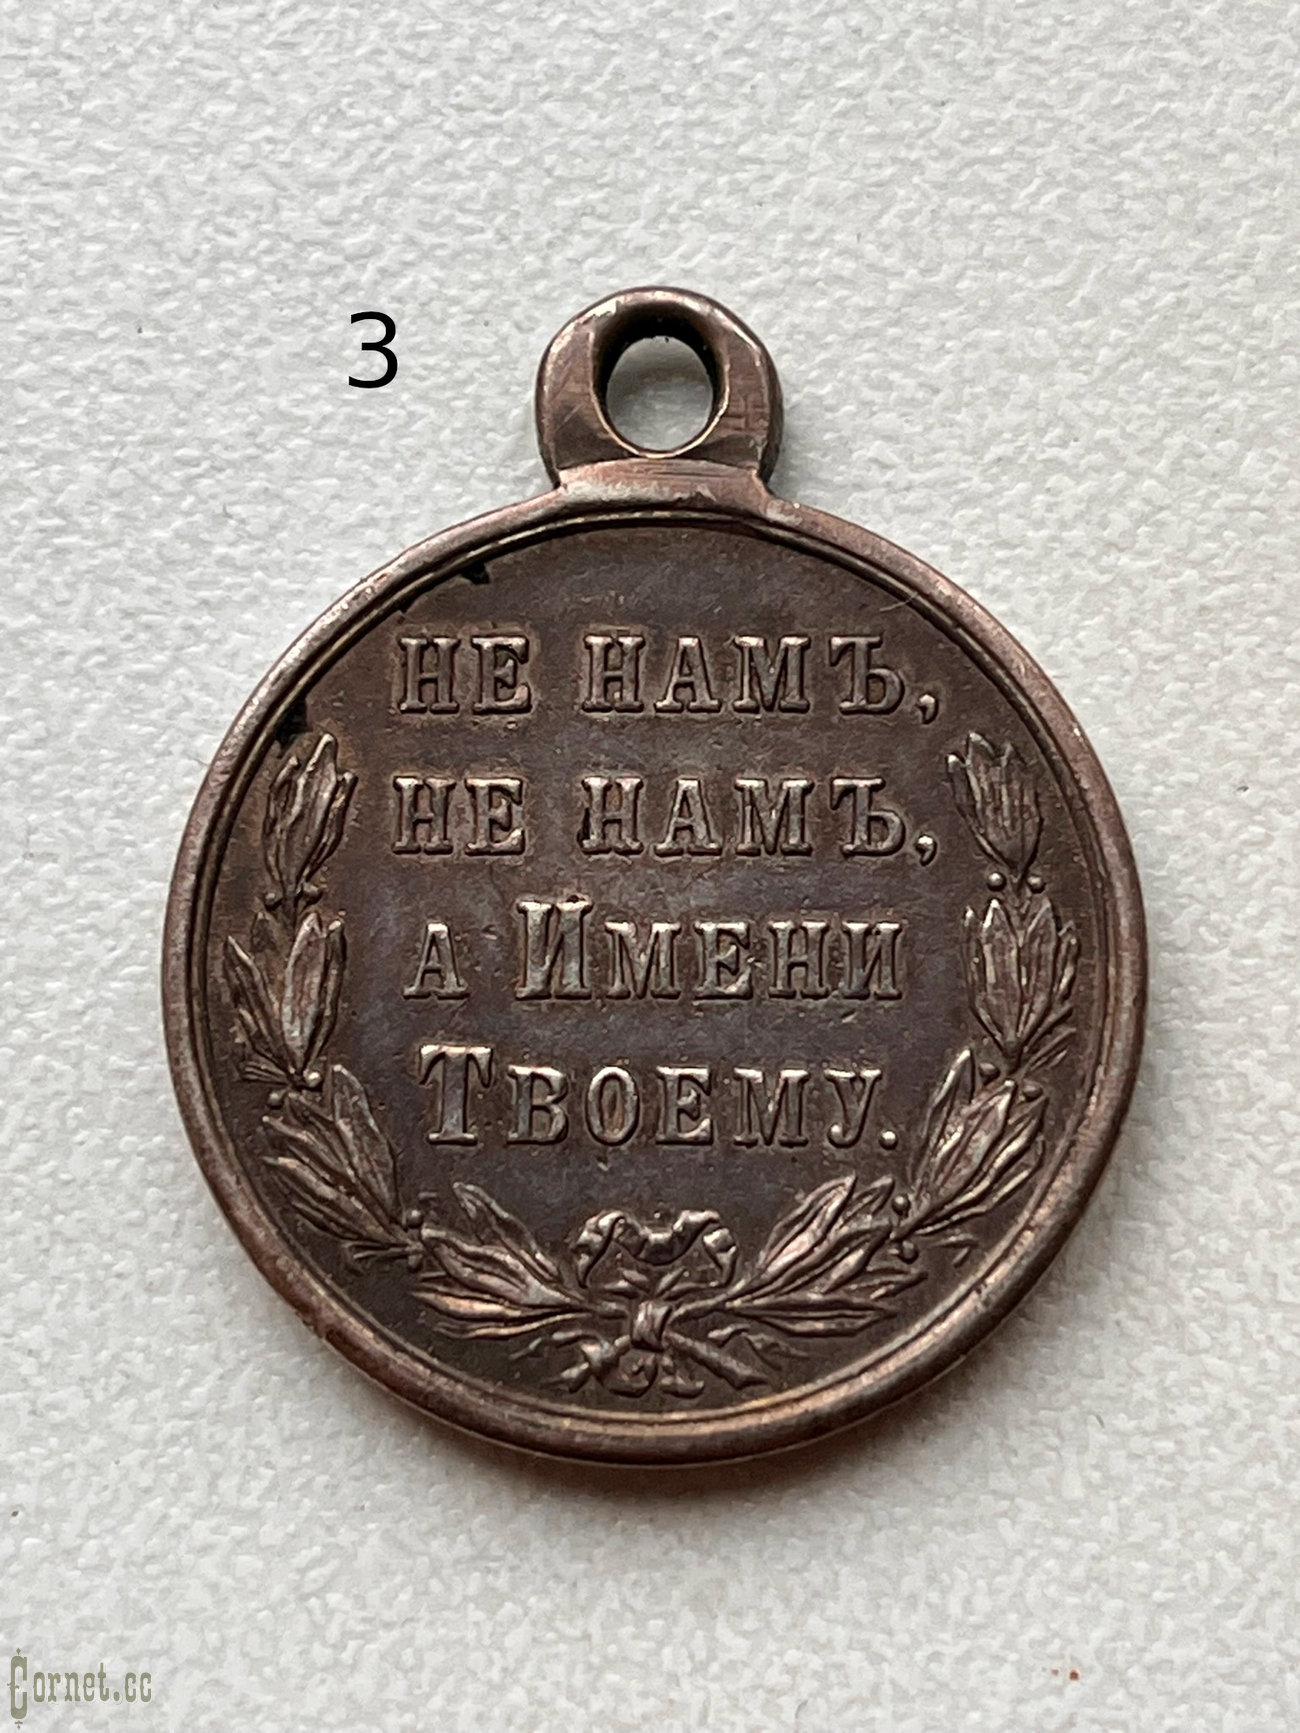 3
НЕ НАМЪ,
НЕ НАМЪ,
А ИМЕНИ
ТВОЕМУ.
Cornet.cc